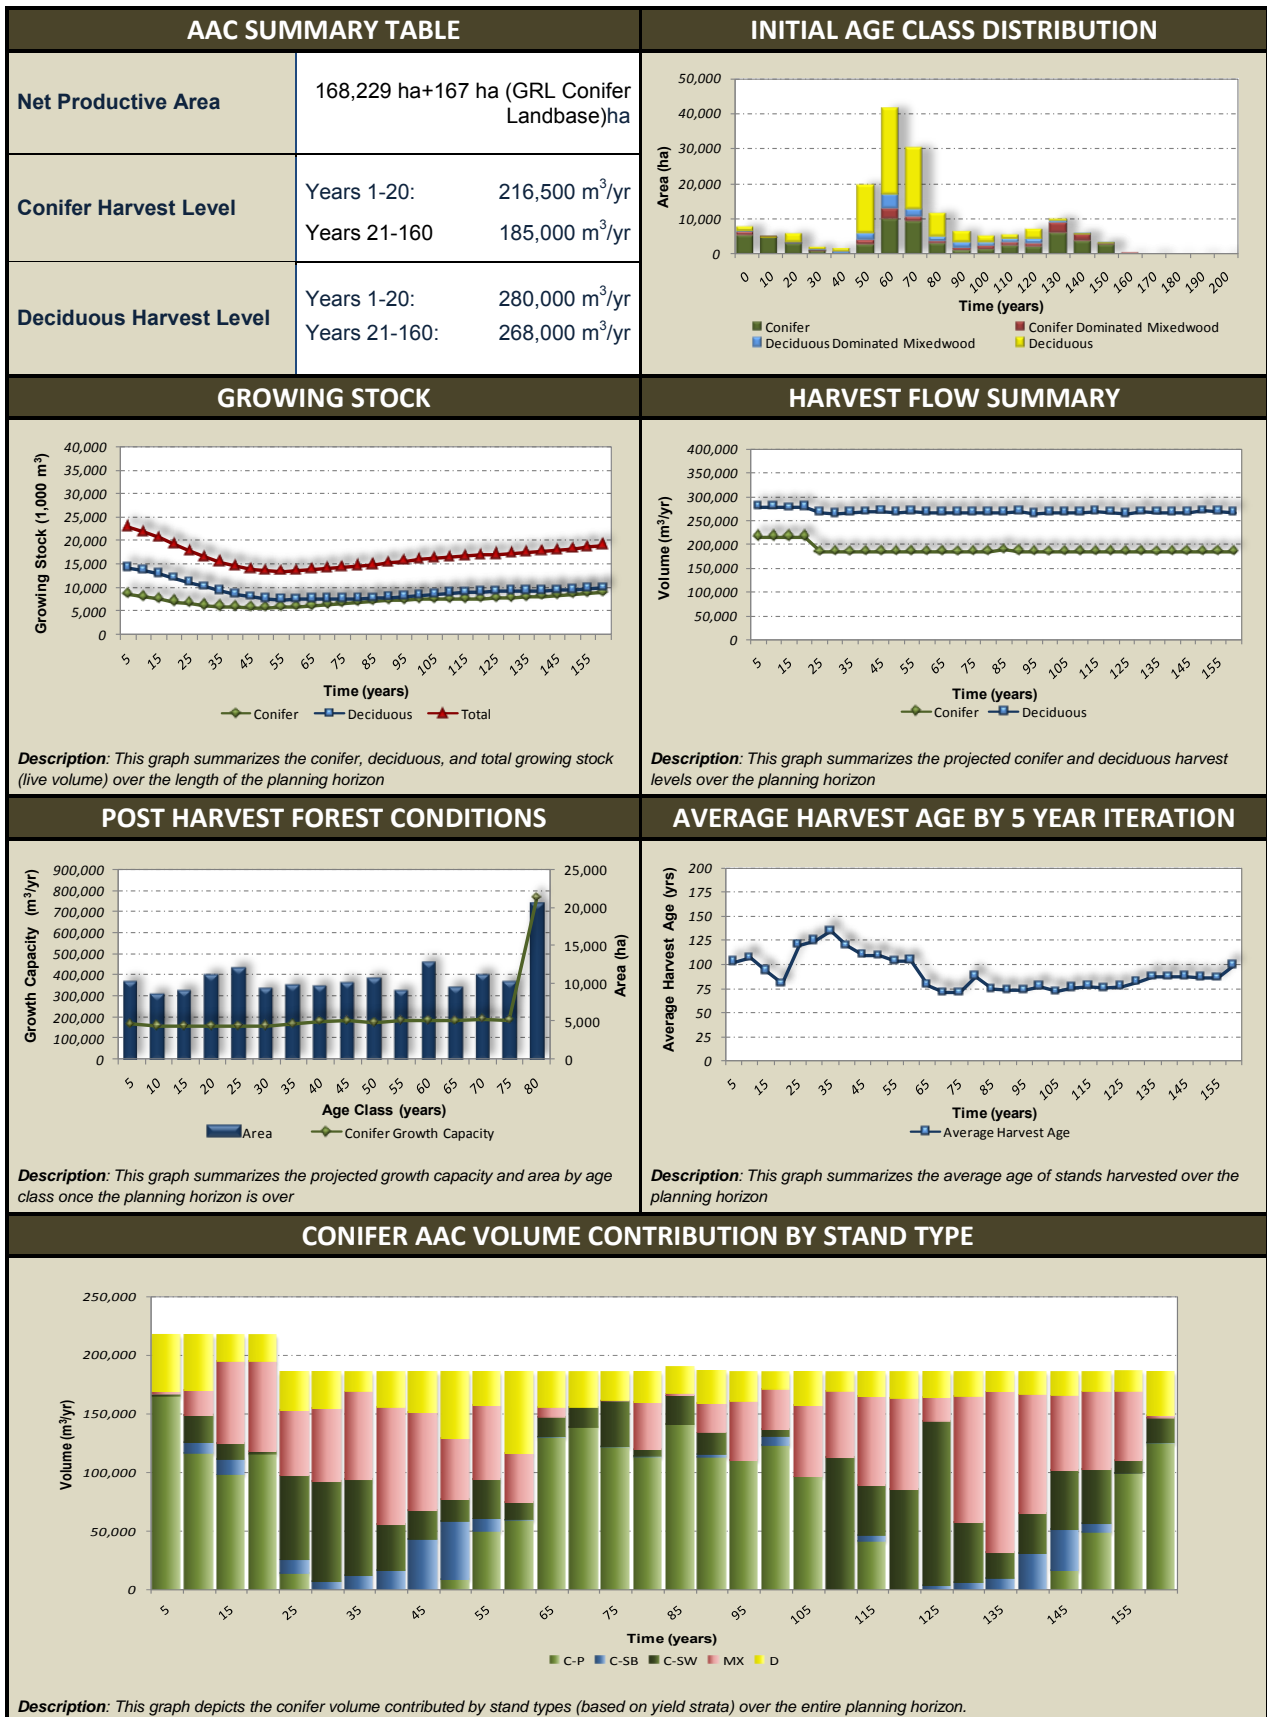 AAC SUMMARY TABLE
Net Productive Area
168,229 ha+167 ha (GRL Conifer
Landbase)ha
Conifer Harvest Level
Years 1-20: 216,500 m³/yr
Years 21-160 185,000 m³/yr
Deciduous Harvest Level
Years 1-20: 280,000 m³/yr
Years 21-160: 268,000 m³/yr
INITIAL AGE CLASS DISTRIBUTION
50,000
40,000
30,000
20,000
10,000
0
Area (ha)
0 10 20 30 40 50 60 70 80 90 100 110 120 130 140 150 160 170 180 190 200
Time (years)
Conifer Conifer Dominated Mixedwood
Deciduous Dominated Mixedwood Deciduous
GROWING STOCK
40,000
35,000
30,000
25,000
20,000
15,000
10,000
5,000
0
Growing Stock (1,000 m³)
5 15 25 35 45 55 65 75 85 95 105 115 125 135 145 155
Time (years)
Conifer Deciduous Total
Description: This graph summarizes the conifer, deciduous, and total growing stock
(live volume) over the length of the planning horizon
HARVEST FLOW SUMMARY
400,000
350,000
300,000
250,000
200,000
150,000
100,000
50,000
0
Volume (m³/yr)
5 15 25 35 45 55 65 75 85 95 105 115 125 135 145 155
Time (years)
Conifer Deciduous
Description: This graph summarizes the projected conifer and deciduous harvest
levels over the planning horizon
POST HARVEST FOREST CONDITIONS
900,000
800,000
700,000
600,000
500,000
400,000
300,000
200,000
100,000
0
Growth Capacity (m³/yr)
25,000
20,000
15,000
10,000
5,000
0
Area (ha)
5 10 15 20 25 30 35 40 45 50 55 60 65 70 75 80
Age Class (years)
Area Conifer Growth Capacity
Description: This graph summarizes the projected growth capacity and area by age
class once the planning horizon is over
AVERAGE HARVEST AGE BY 5 YEAR ITERATION
200
175
150
125
100
75
50
25
0
Average Harvest Age (yrs)
5 15 25 35 45 55 65 75 85 95 105 115 125 135 145 155
Time (years)
Average Harvest Age
Description: This graph summarizes the average age of stands harvested over the
planning horizon
CONIFER AAC VOLUME CONTRIBUTION BY STAND TYPE
250,000
200,000
150,000
100,000
50,000
0
Volume (m³/yr)
5 15 25 35 45 55 65 75 85 95 105 115 125 135 145 155
Time (years)
C-P C-SB C-SW MX D
Description: This graph depicts the conifer volume contributed by stand types (based on yield strata) over the entire planning horizon.